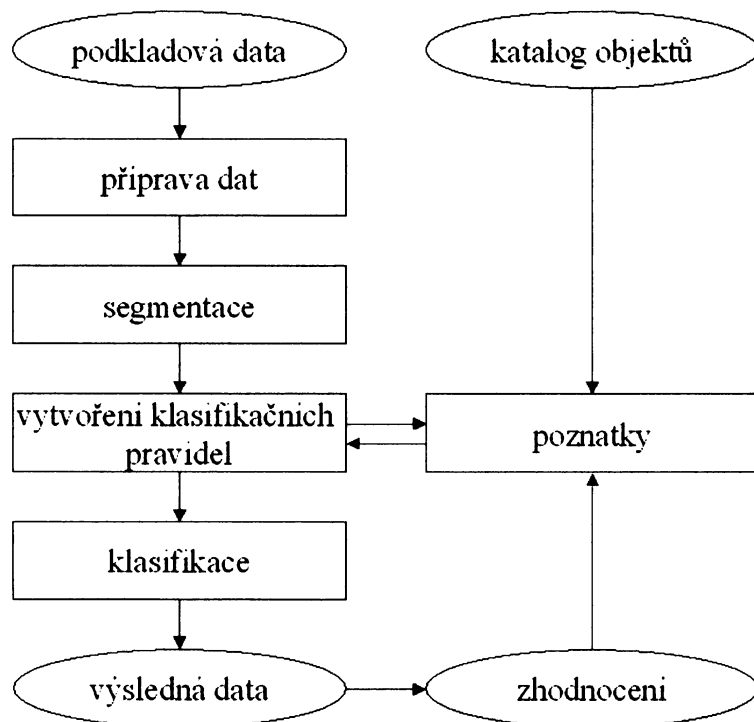 podkladová data
katalog objektů
příprava dat
segmentace
vytvoření klasifikačních
pravidel
poznatky
klasifikace
výsledná data
zhodnocení